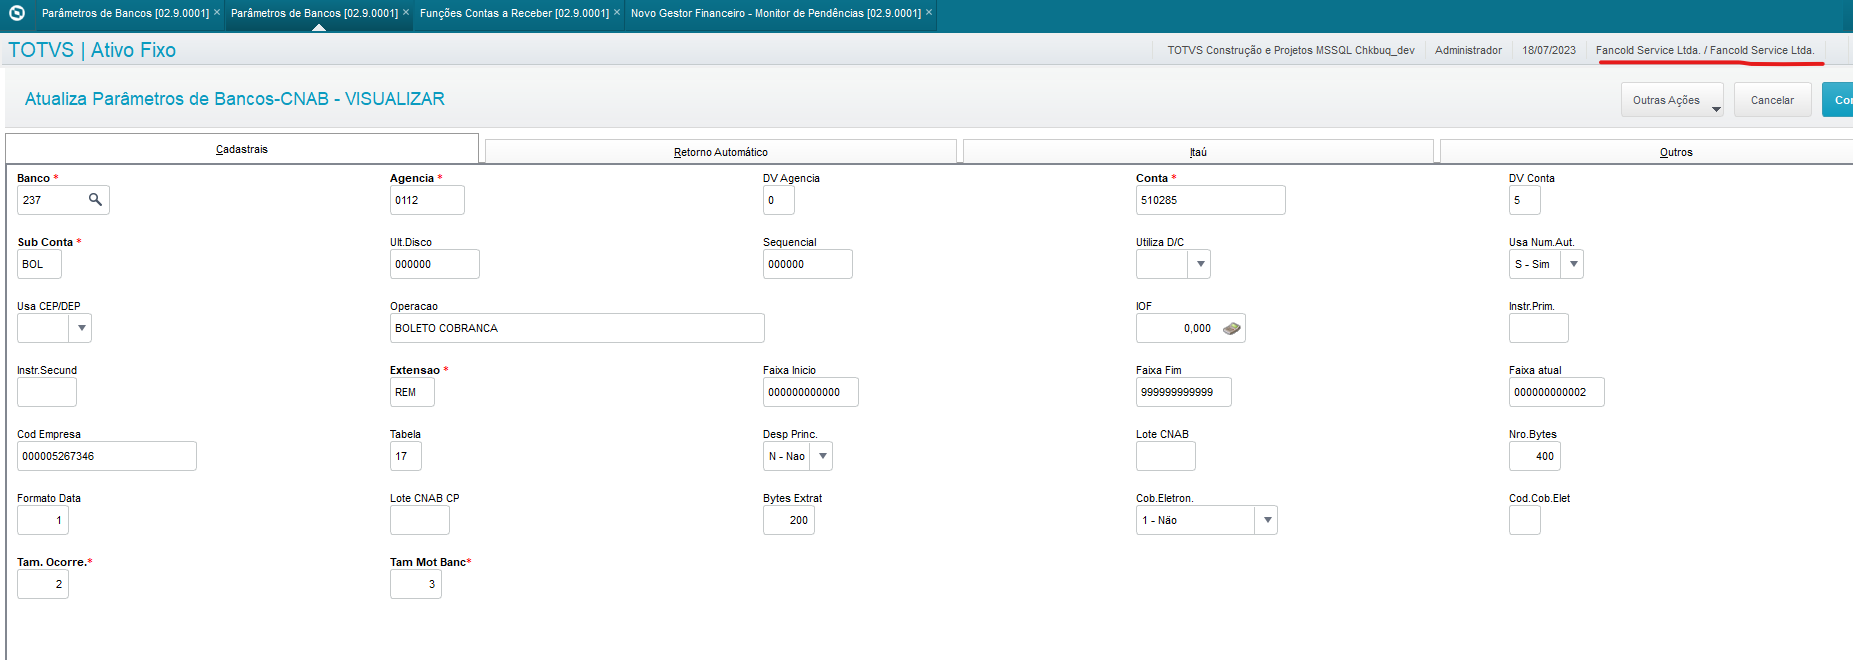 Parâmetros de Bancos [02.9.0001] × Parâmetros de Bancos [02.9.0001] × Funções Contas a Receber [02.9.0001] × Novo Gestor Financeiro - Monitor de Pendências [02.9.0001] ×
TOTVS | Ativo Fixo TOTVS Construção e Projetos MSSQL Chkbuq_dev Administrador 18/07/2023 Fancold Service Ltda. / Fancold Service Ltda.
Atualiza Parâmetros de Bancos-CNAB - VISUALIZAR Outras Ações Cancelar Con
Cadastrais Retorno Automático Itaú Outros
Banco * Agencia * DV Agencia Conta * DV Conta
237 0112 0 510285 5
Sub Conta * Ult.Disco Sequencial Utiliza D/C Usa Num.Aut.
BOL 000000 000000 S - Sim
Usa CEP/DEP Operacao IOF Instr.Prim.
BOLETO COBRANCA 0,000
Instr.Secund Extensao * Faixa Inicio Faixa Fim Faixa atual
REM 000000000000 999999999999 000000000002
Cod Empresa Tabela Desp Princ. Lote CNAB Nro.Bytes
000005267346 17 N - Nao 400
Formato Data Lote CNAB CP Bytes Extrat Cob.Eletron. Cod.Cob.Elet
1 200 1 - Não
Tam. Ocorre.* Tam Mot Banc*
2 3